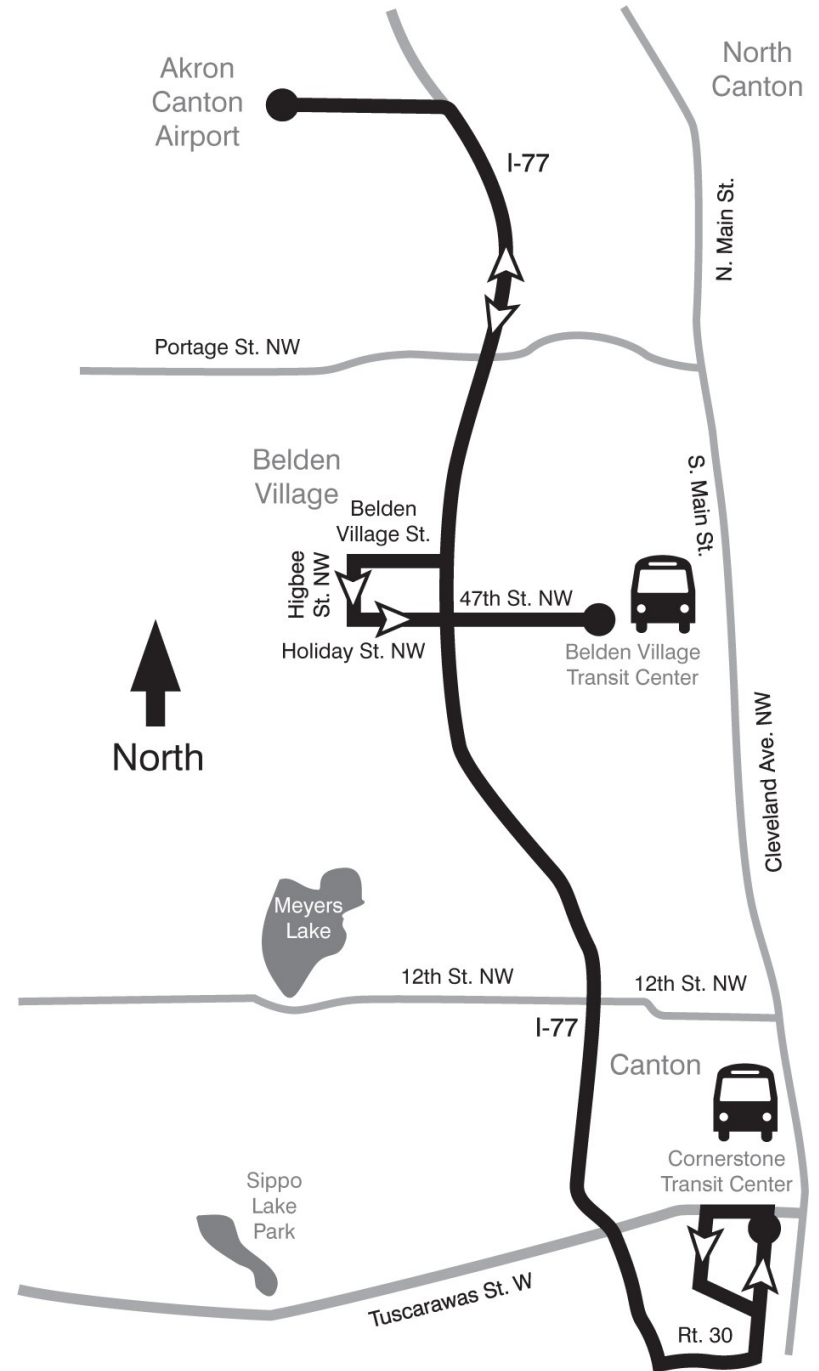 Akron
Canton
Airport
North
Canton
I-77
N. Main St.
Portage St. NW
Belden
Village
Belden
Village St.
S. Main St.
Higbee
St. NW
47th St. NW
Holiday St. NW
Belden Village
Transit Center
North
Cleveland Ave. NW
Meyers
Lake
12th St. NW
12th St. NW
I-77
Canton
Cornerstone
Transit Center
Sippo
Lake
Park
Tuscarawas St. W
Rt. 30